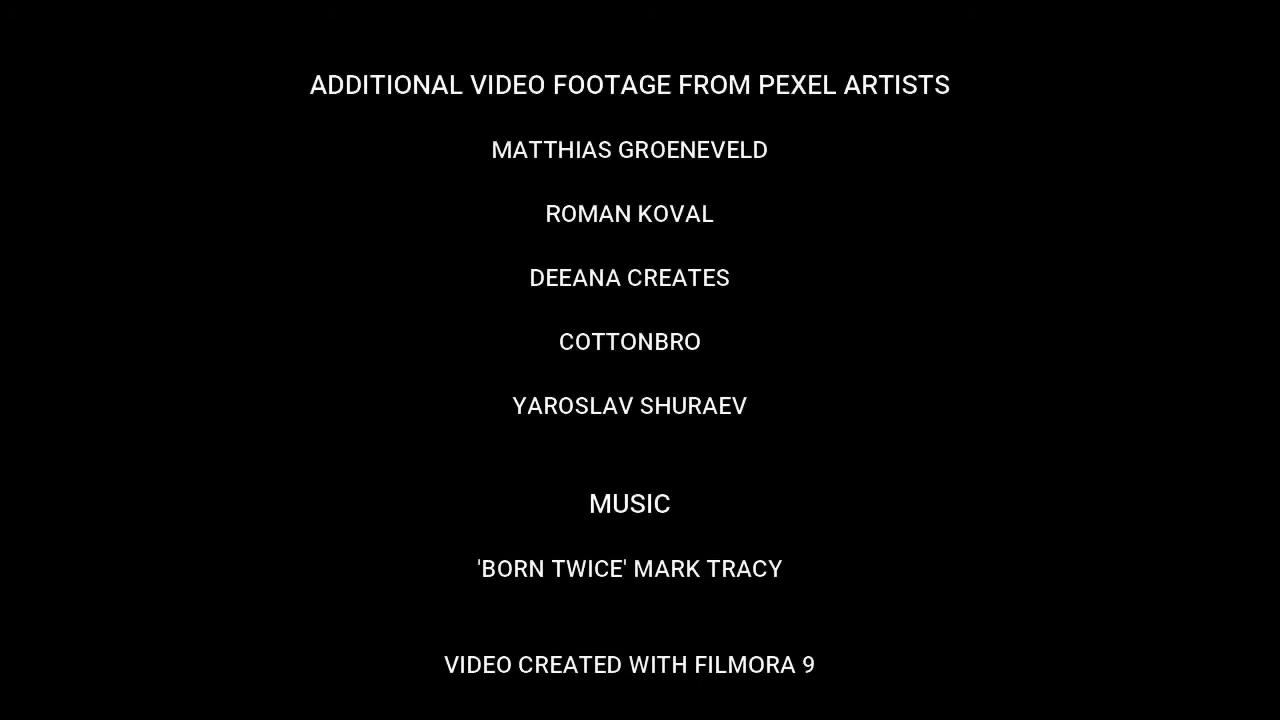 ADDITIONAL VIDEO FOOTAGE FROM PEXEL ARTISTS
MATTHIAS GROENEVELD
ROMAN KOVAL
DEEANA CREATES
COTTONBRO
YAROSLAV SHURAEV
MUSIC
'BORN TWICE' MARK TRACY
VIDEO CREATED WITH FILMORA 9